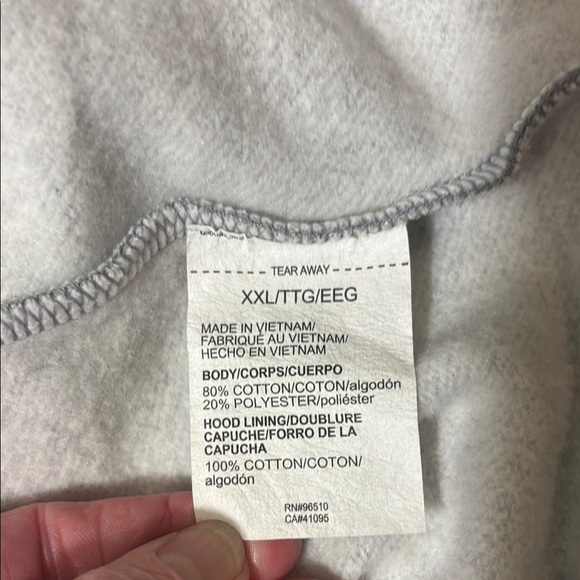 ------- TEAR AWAY -------
XXL/TTG/EEG
MADE IN VIETNAM/
FABRIQUÉ AU VIETNAM/
HECHO EN VIETNAM
BODY/CORPS/CUERPO
80% COTTON/COTON/algodón
20% POLYESTER/poliéster
HOOD LINING/DOUBLURE
CAPUCHE/FORRO DE LA
CAPUCHA
100% COTTON/COTON/
algodón
RN#96510
CA#41095